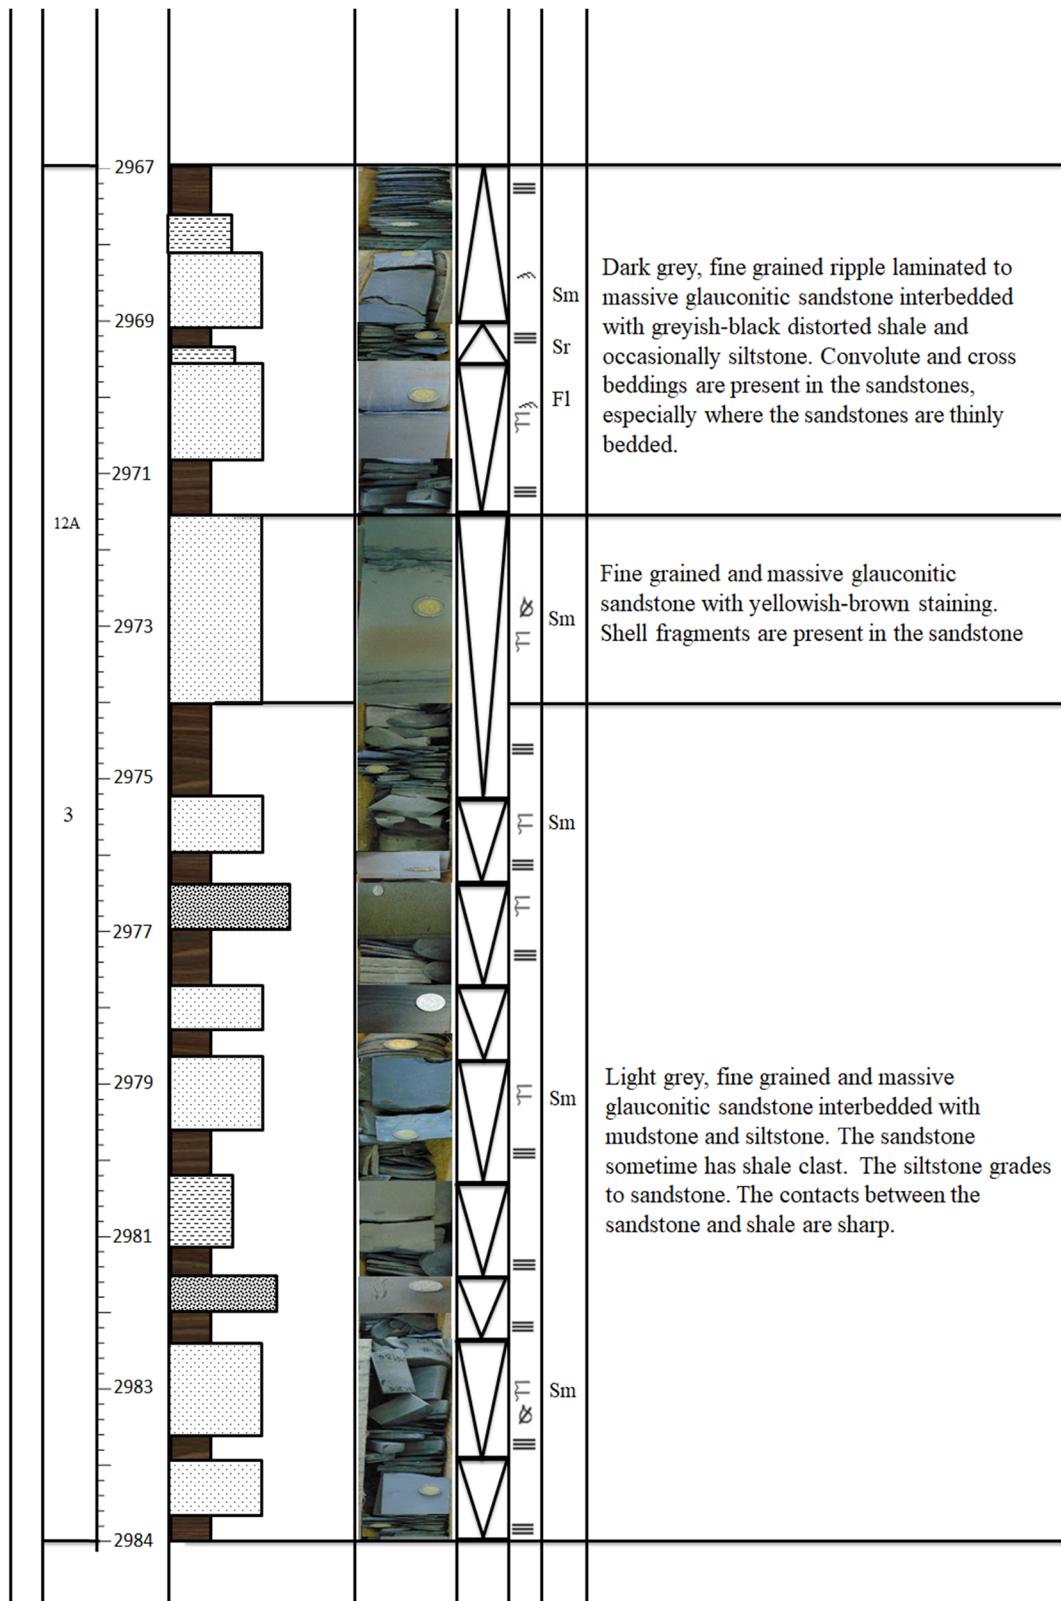 2967
2969
2971
2973
2975
2977
2979
2981
2983
2984
12A
3
Sm
Sr
Fl
Sm
Sm
Sm
Sm
Dark grey, fine grained ripple laminated to
massive glauconitic sandstone interbedded
with greyish-black distorted shale and
occasionally siltstone. Convolute and cross
beddings are present in the sandstones,
especially where the sandstones are thinly
bedded.
Fine grained and massive glauconitic
sandstone with yellowish-brown staining.
Shell fragments are present in the sandstone
Light grey, fine grained and massive
glauconitic sandstone interbedded with
mudstone and siltstone. The sandstone
sometime has shale clast.  The siltstone grades
to sandstone. The contacts between the
sandstone and shale are sharp.